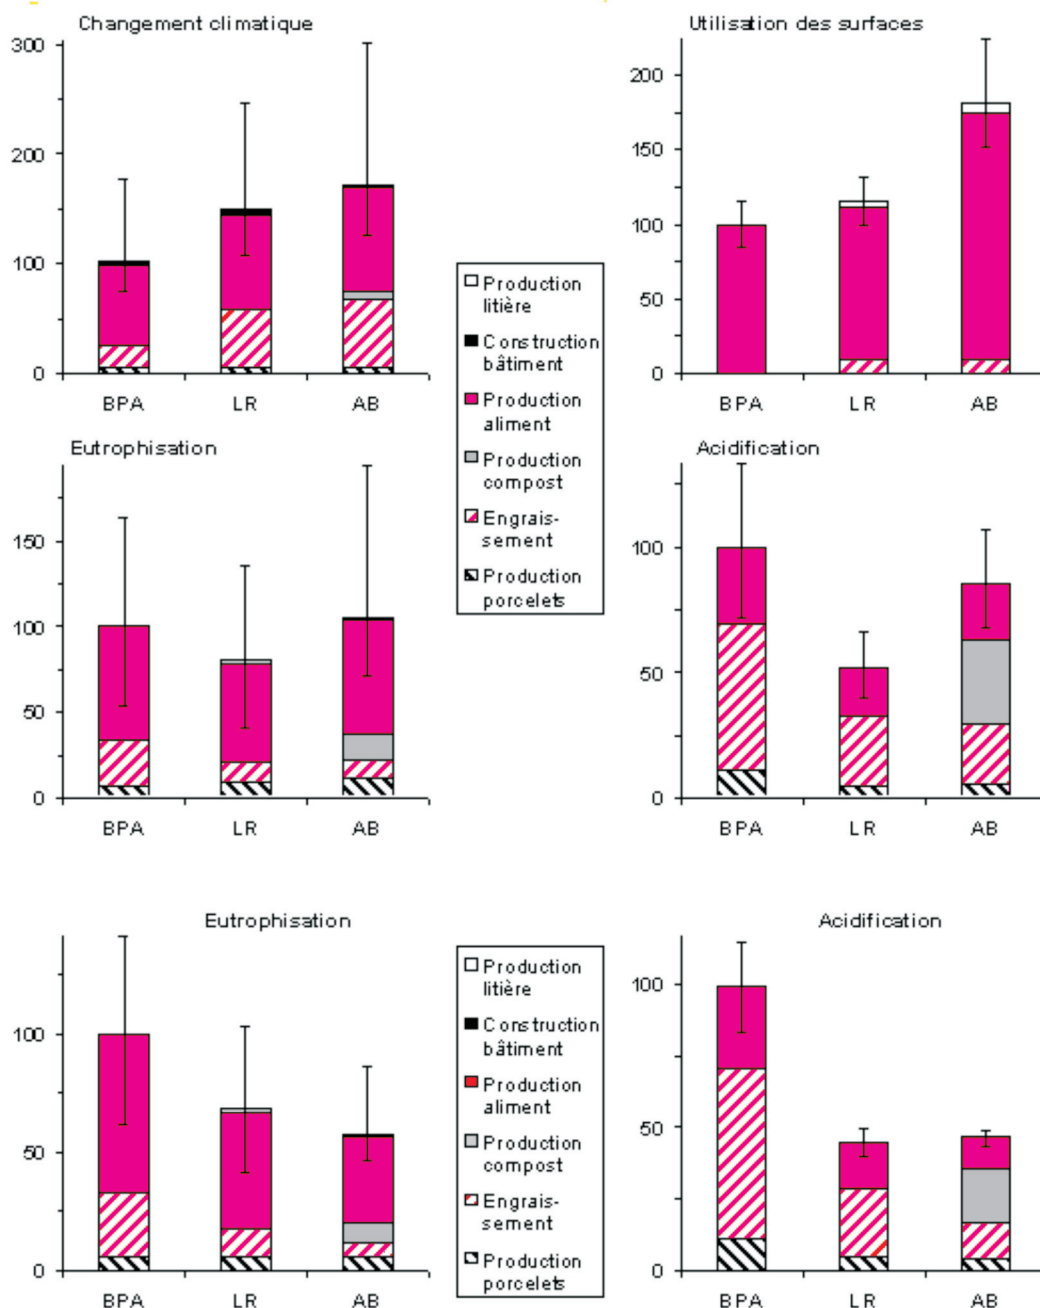 Changement climatique
300
200
100
0
BPA LR AB
Utilisation des surfaces
200
150
100
50
0
BPA LR AB
Production
litière
Construction
bâtiment
Production
aliment
Production
compost
Engrais-
sement
Production
porcelets
Eutrophisation
150
100
50
0
BPA LR AB
Acidification
100
50
0
BPA LR AB
Eutrophisation
100
50
0
BPA LR AB
Production
litière
Construction
bâtiment
Production
aliment
Production
compost
Engrais-
sement
Production
porcelets
Acidification
100
50
0
BPA LR AB